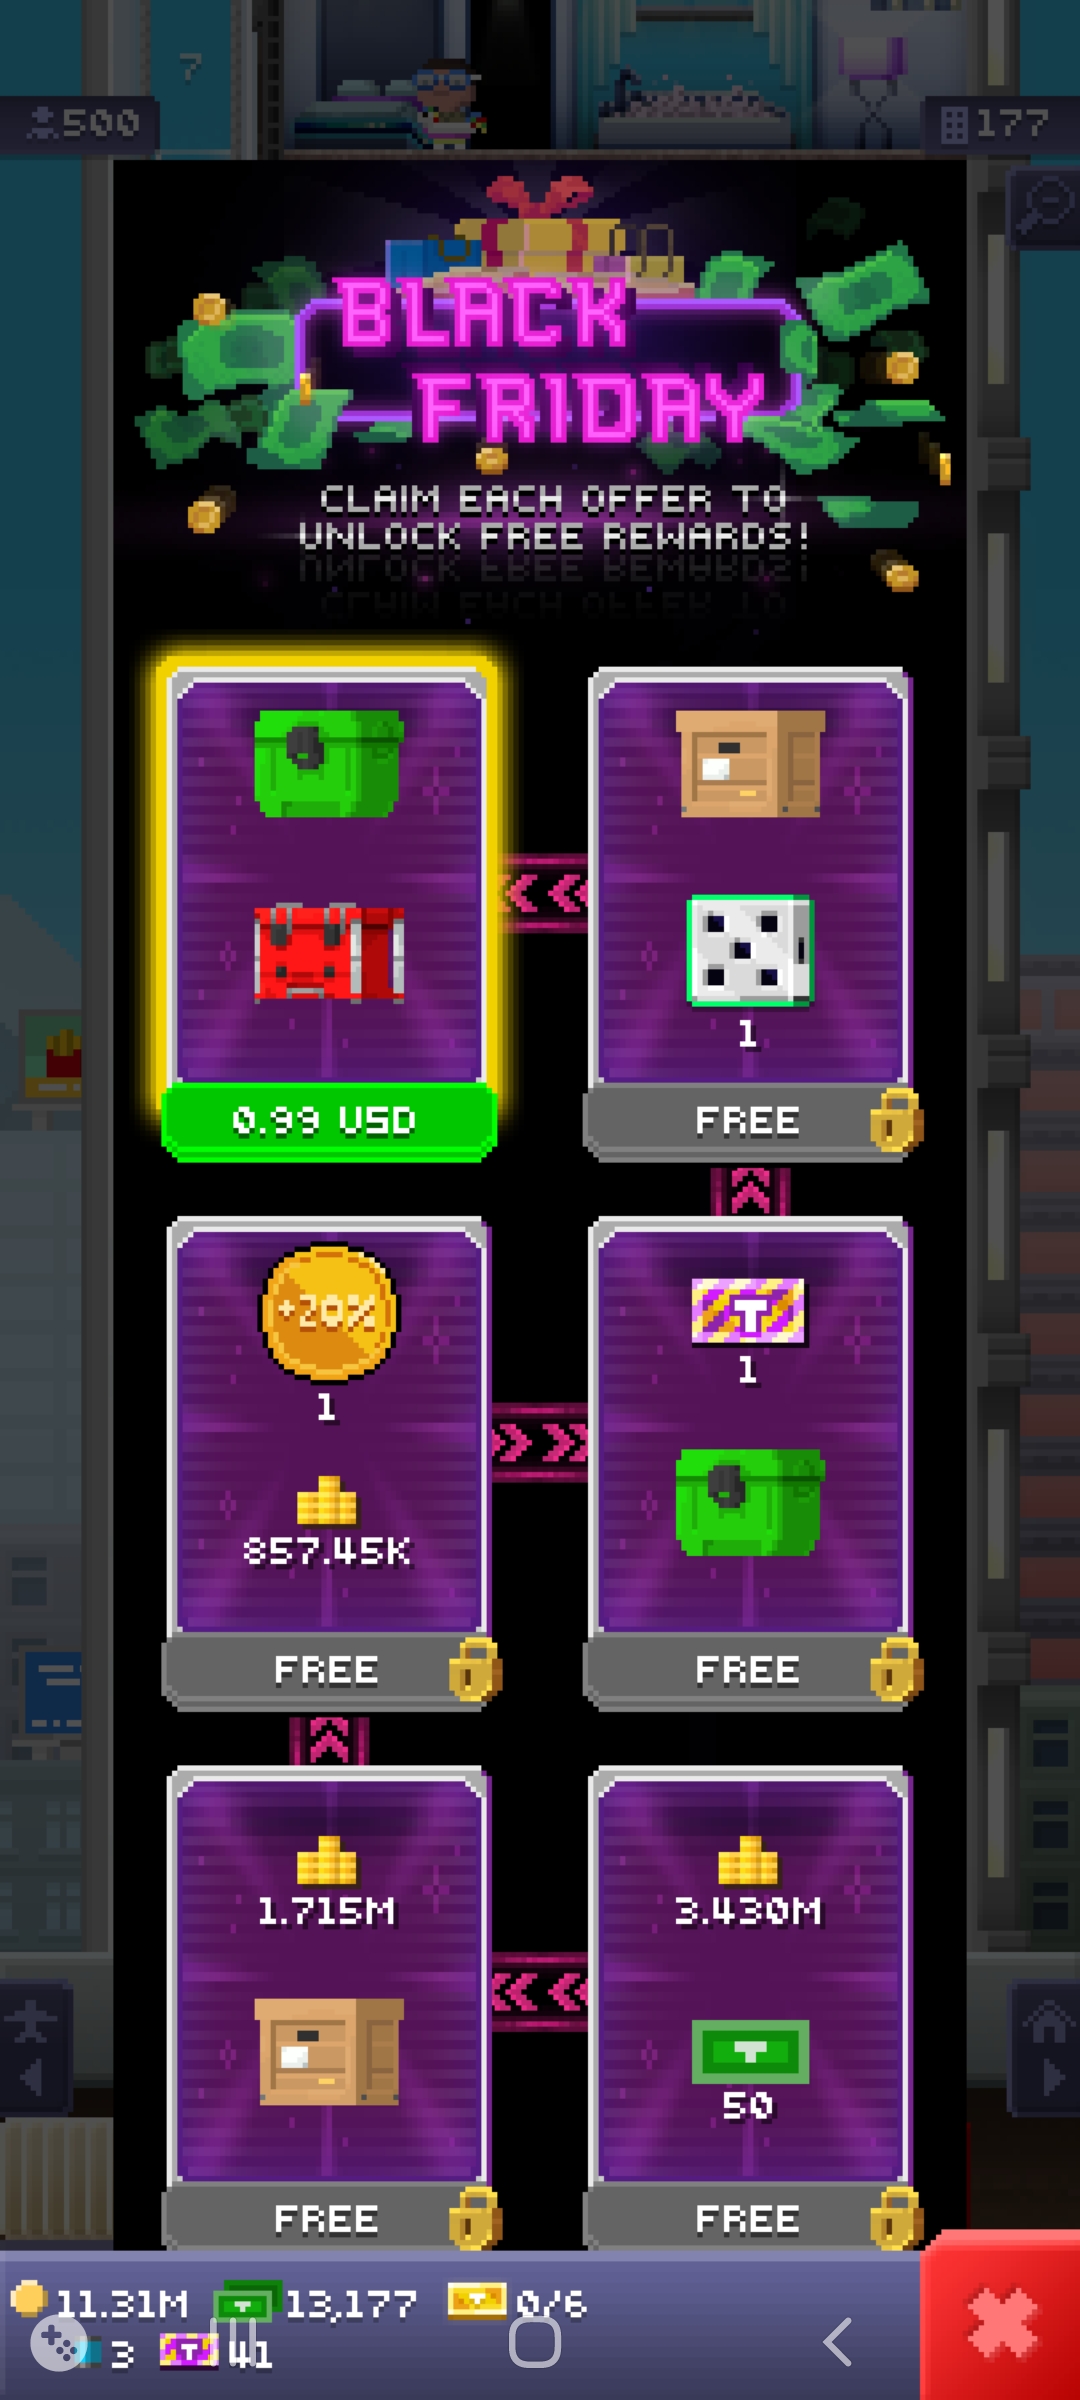 7
500
177
BLACK
FRIDAY
CLAIM EACH OFFER TO
UNLOCK FREE REWARDS!
1
0.99 USD
FREE
+20%
1
T
1
857.45K
FREE
FREE
1.715M
3.430M
T
50
FREE
FREE
11.31M
13,177
0/6
3
T
41